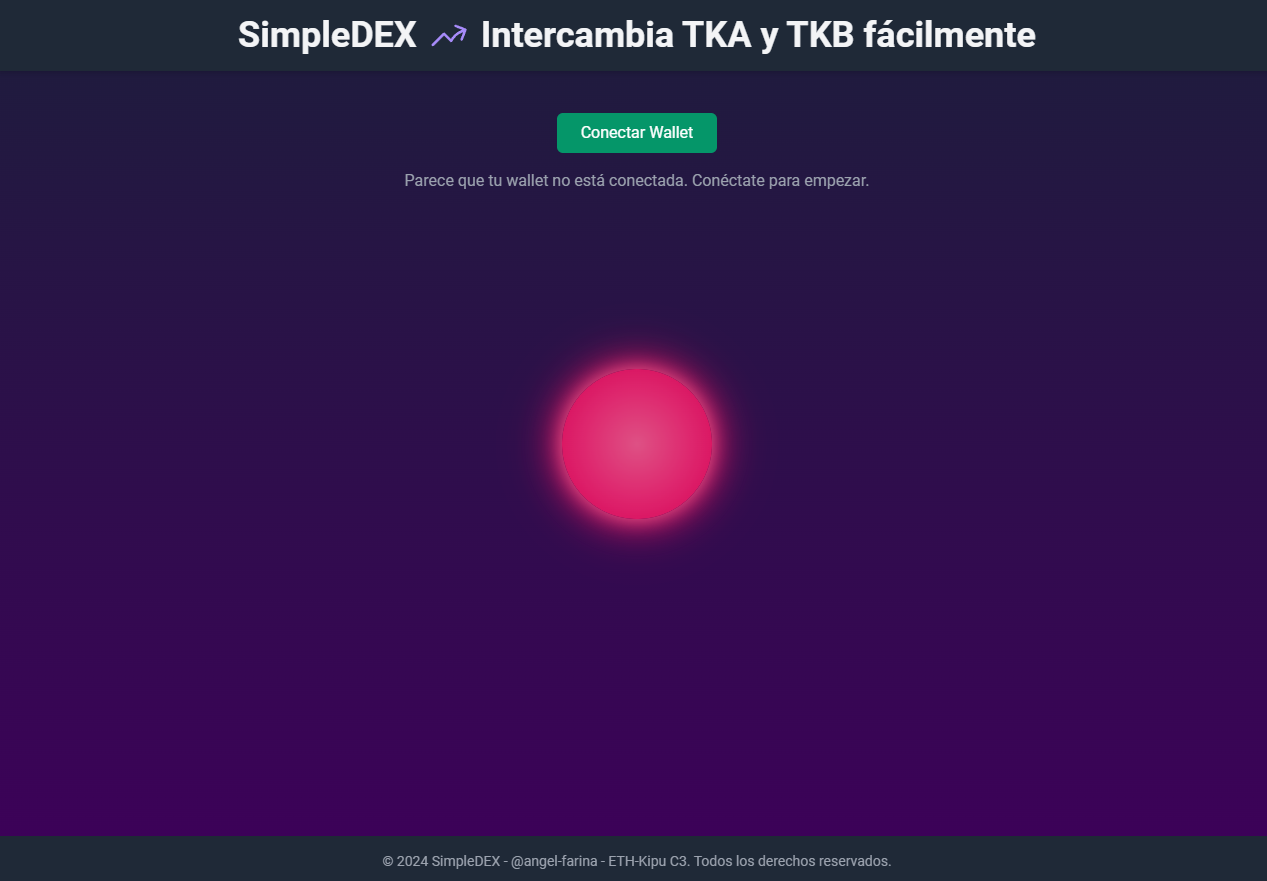 SimpleDEX Intercambia TKA y TKB fácilmente
Conectar Wallet
Parece que tu wallet no está conectada. Conéctate para empezar.
© 2024 SimpleDEX - @angel-farina - ETH-Kipu C3. Todos los derechos reservados.